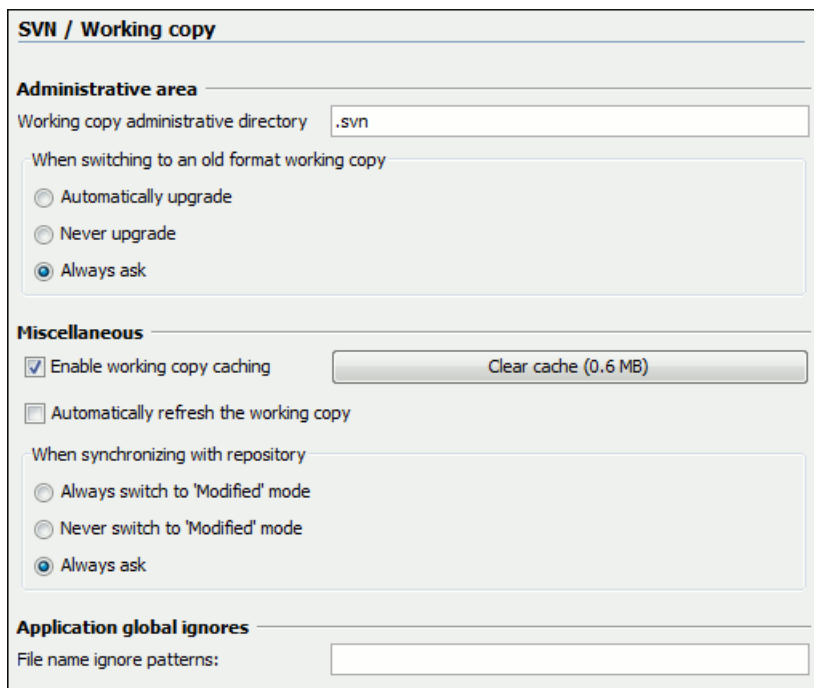 SVN / Working copy
Administrative area
Working copy administrative directory .svn
When switching to an old format working copy
Automatically upgrade
Never upgrade
Always ask
Miscellaneous
Enable working copy caching Clear cache (0.6 MB)
Automatically refresh the working copy
When synchronizing with repository
Always switch to 'Modified' mode
Never switch to 'Modified' mode
Always ask
Application global ignores
File name ignore patterns: